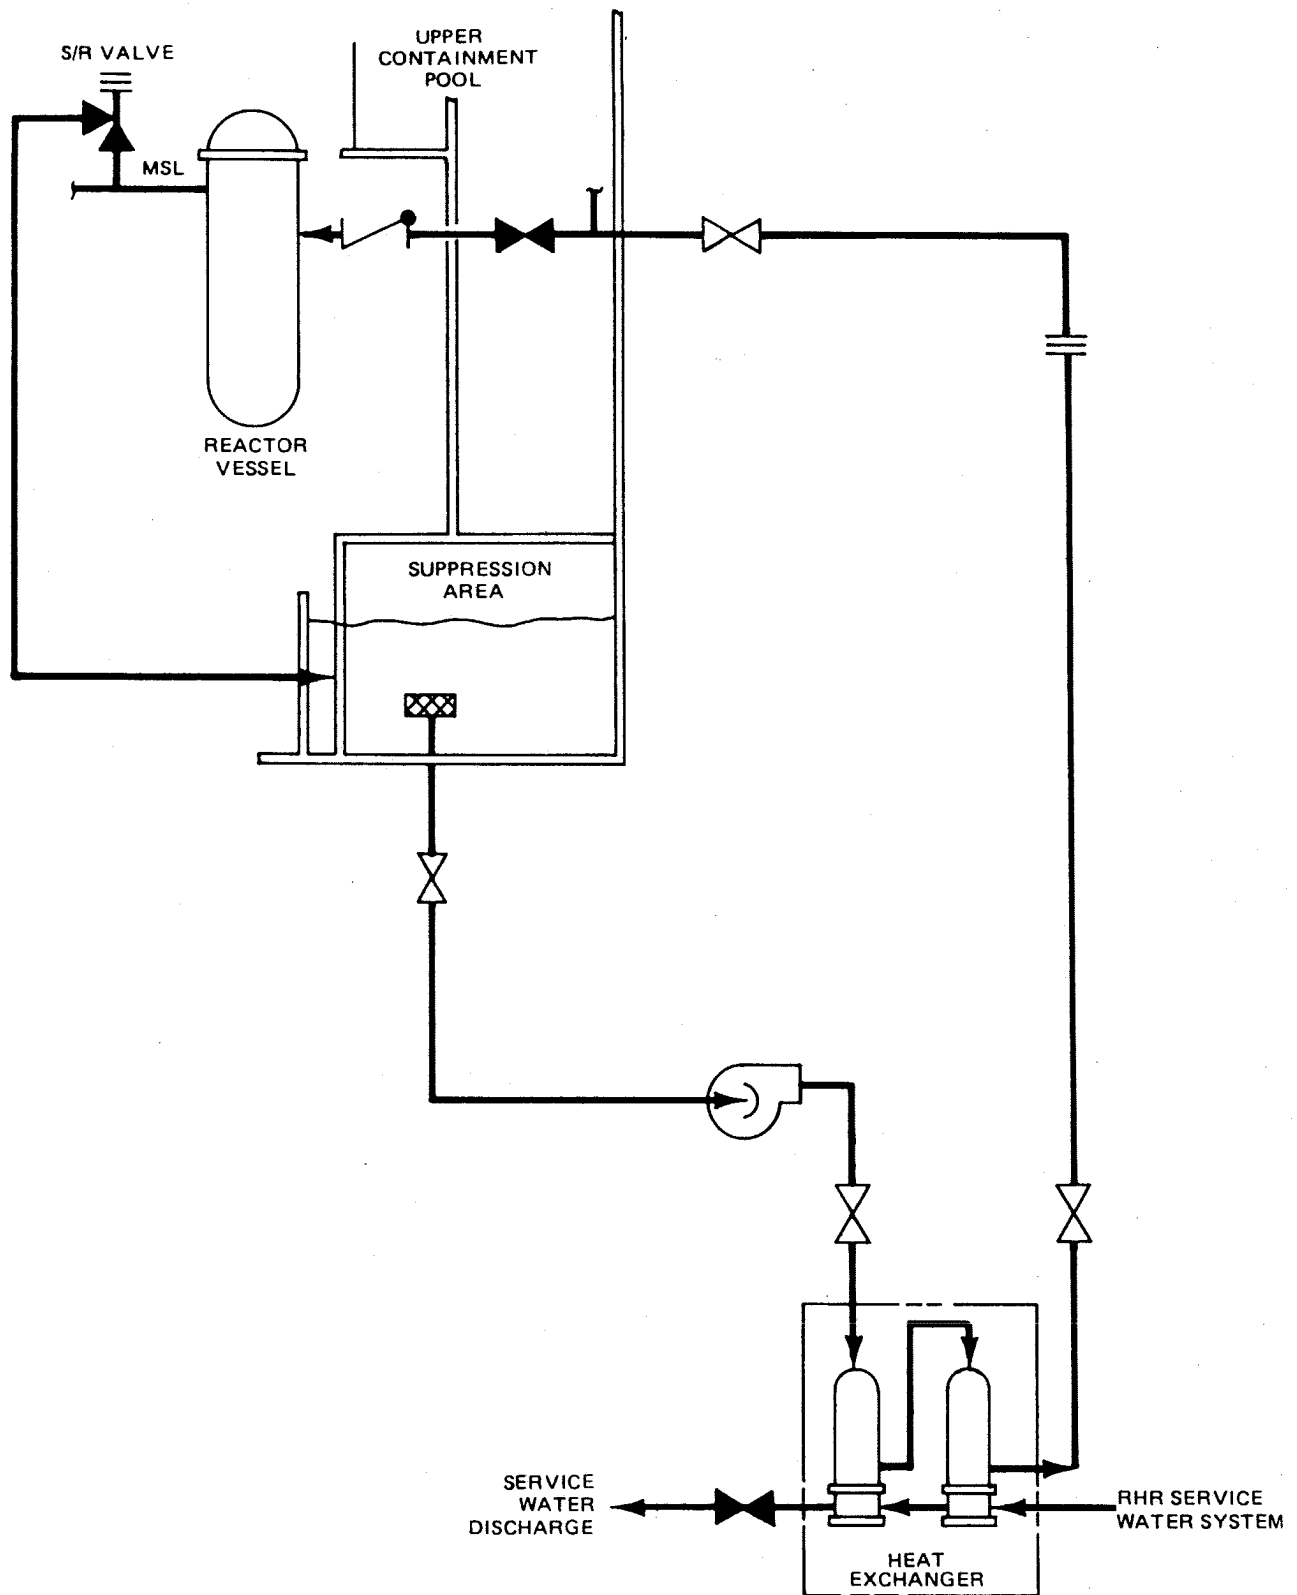 S/R VALVE
UPPER
CONTAINMENT
POOL
MSL
REACTOR
VESSEL
SUPPRESSION
AREA
SERVICE
WATER
DISCHARGE
RHR SERVICE
WATER SYSTEM
HEAT
EXCHANGER